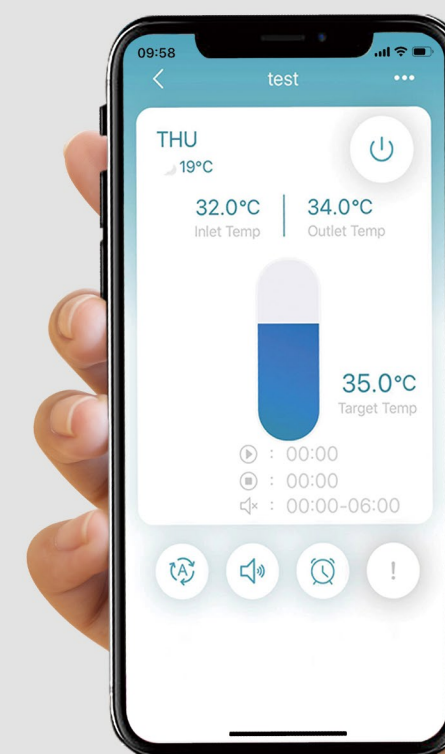 09:58
test
THU
19°C
32.0°C
Inlet Temp
34.0°C
Outlet Temp
35.0°C
Target Temp
: 00:00
: 00:00
: 00:00-06:00
A
!